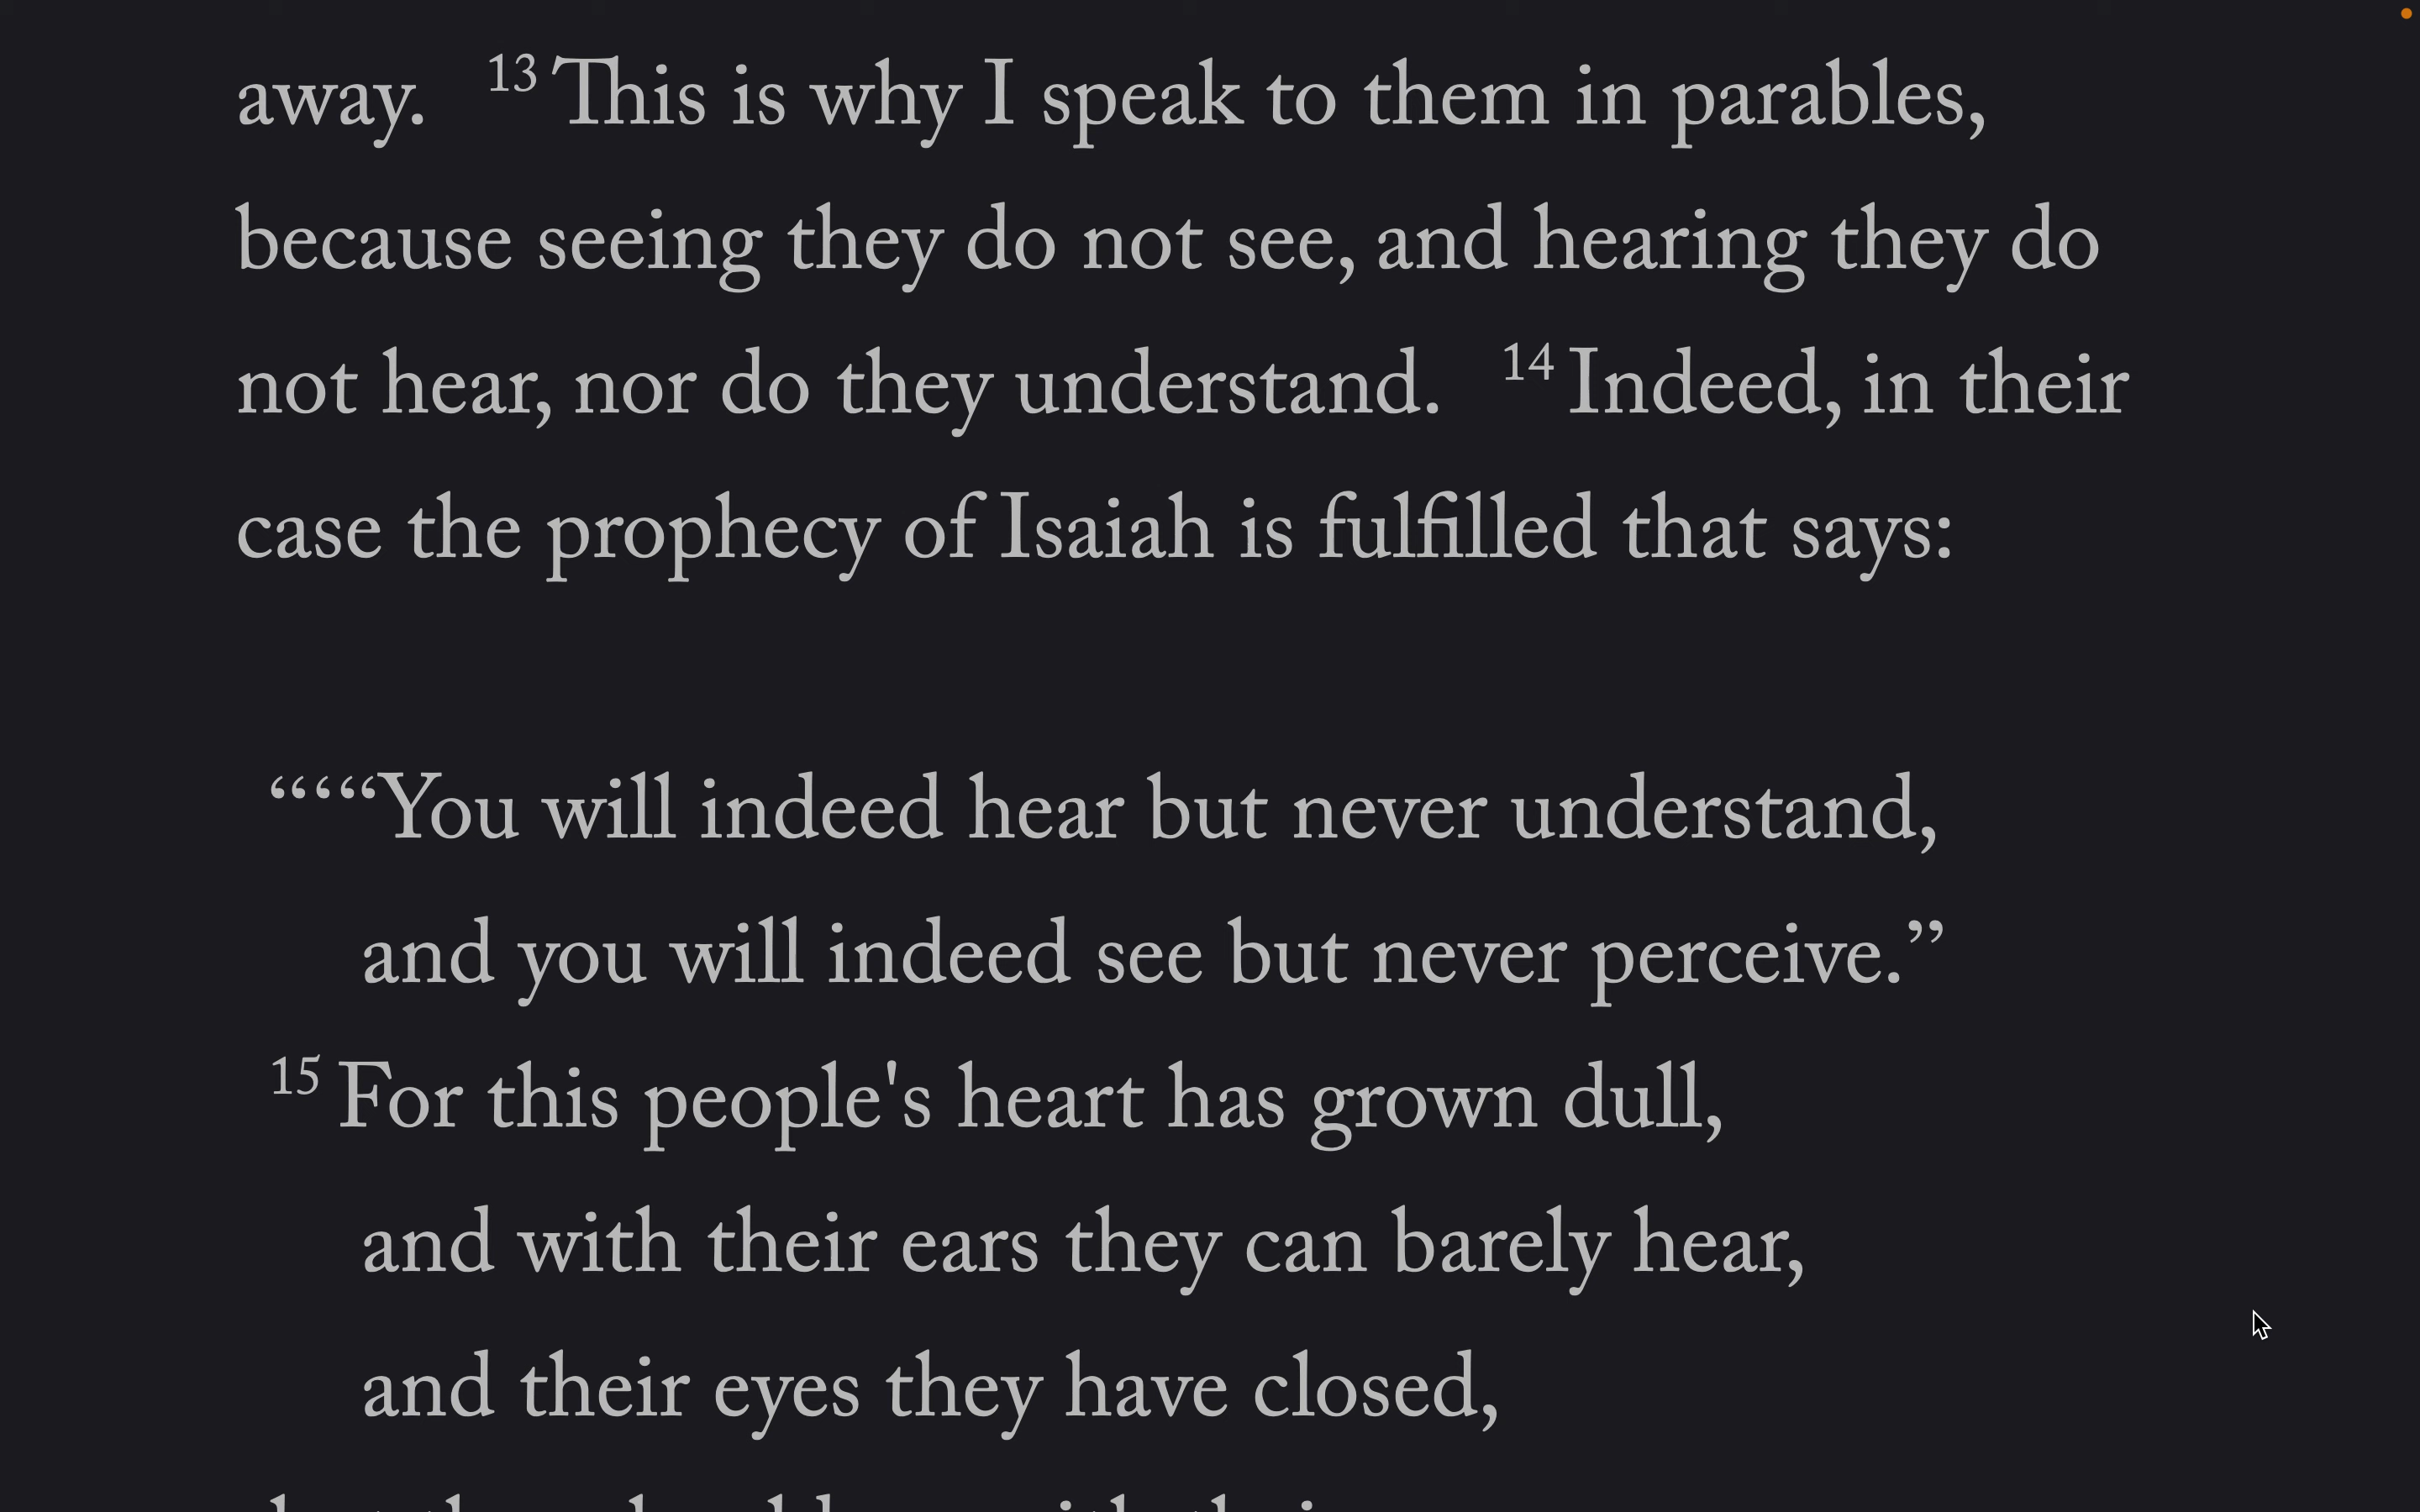 away. 13 This is why I speak to them in parables,
because seeing they do not see, and hearing they do
not hear, nor do they understand. 14 Indeed, in their
case the prophecy of Isaiah is fulfilled that says:
“““You will indeed hear but never understand,
and you will indeed see but never perceive.”
15 For this people's heart has grown dull,
and with their ears they can barely hear,
and their eyes they have closed,